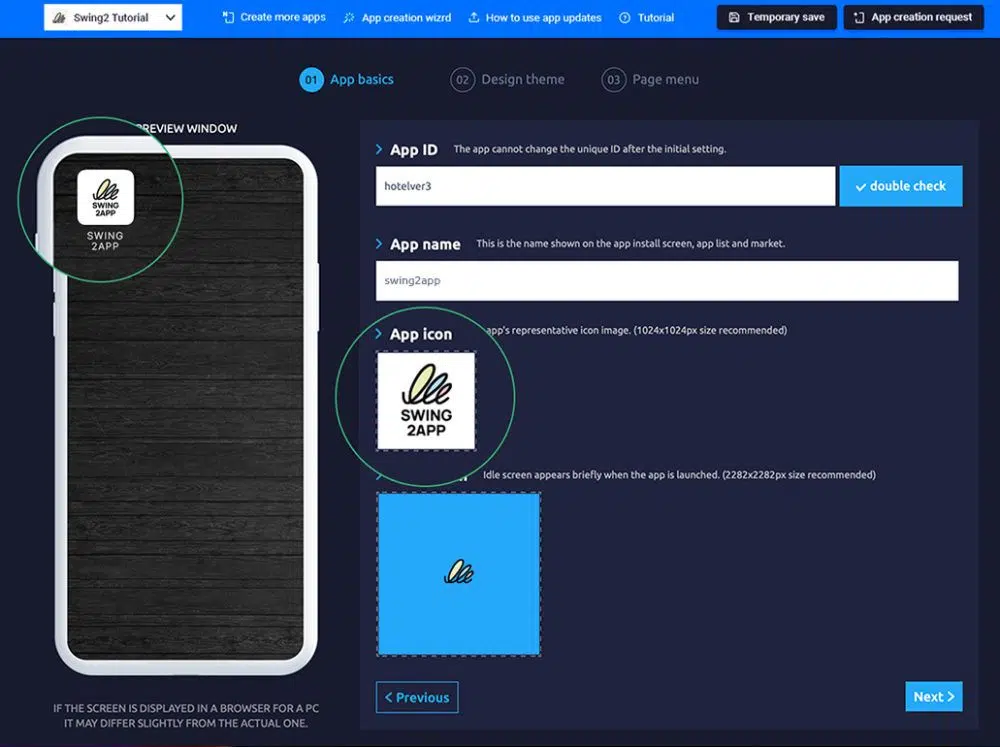 Swing2 Tutorial
Create more apps
App creation wizrd
How to use app updates
Tutorial
Temporary save
App creation request
01 App basics
02 Design theme
03 Page menu
PREVIEW WINDOW
SWING
2APP
SWING
2APP
IF THE SCREEN IS DISPLAYED IN A BROWSER FOR A PC
IT MAY DIFFER SLIGHTLY FROM THE ACTUAL ONE.
App ID The app cannot change the unique ID after the initial setting.
hotelver3
double check
App name This is the name shown on the app install screen, app list and market.
swing2app
App icon app's representative icon image. (1024x1024px size recommended)
SWING
2APP
Idle screen appears briefly when the app is launched. (2282x2282px size recommended)
< Previous
Next >